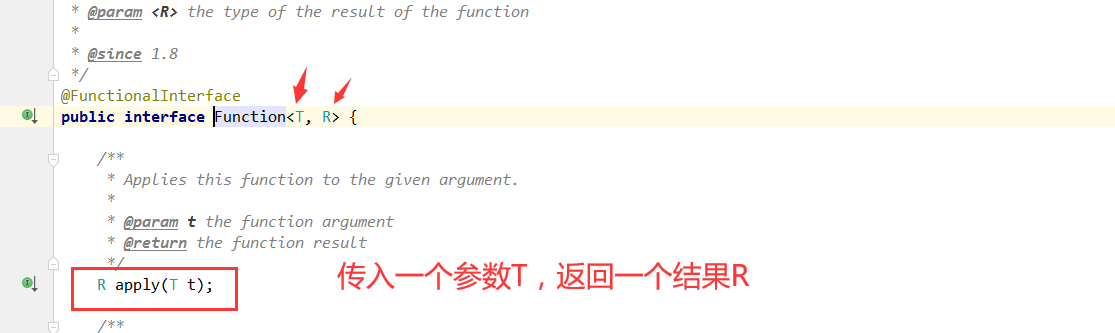 * @param <R> the type of the result of the function
*
* @since 1.8
*/
@FunctionalInterface
public interface Function<T, R> {
/**
* Applies this function to the given argument.
*
* @param t the function argument
* @return the function result
*/
R apply(T t);
传入一个参数T，返回一个结果R
/**